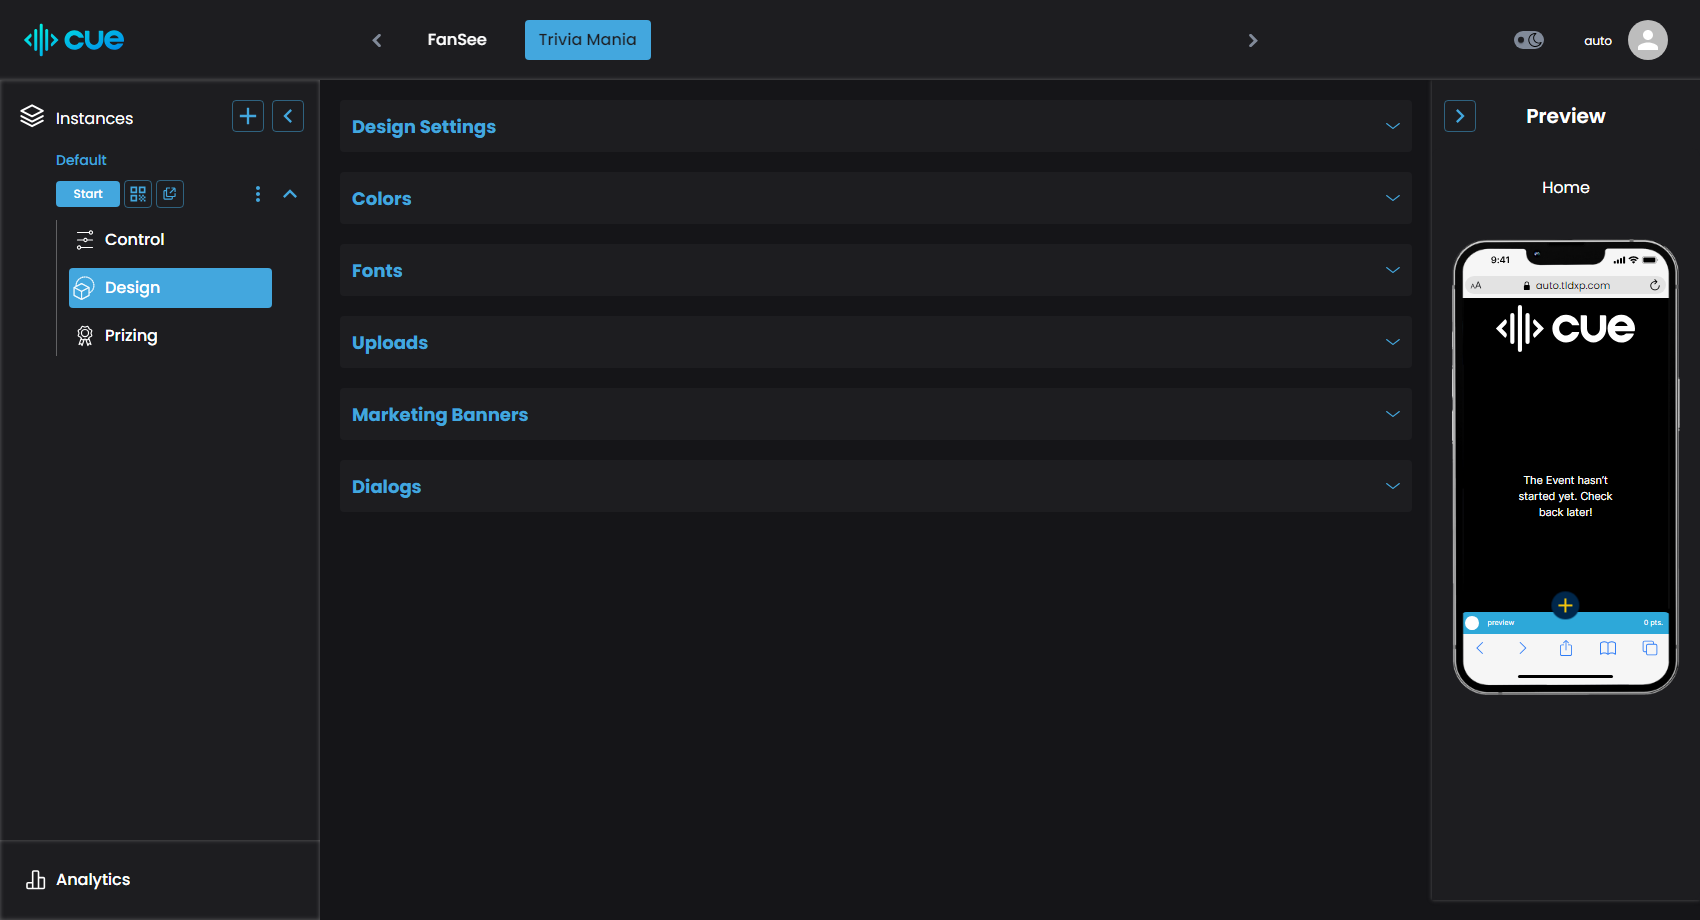 cue
FanSee
Trivia Mania
auto
Instances
Default
Start
Control
Design
Prizing
Analytics
Design Settings
Colors
Fonts
Uploads
Marketing Banners
Dialogs
Preview
Home
9:41
AA
auto.tldxp.com
cue
The Event hasn't
started yet. Check
back later!
preview
0 pts.